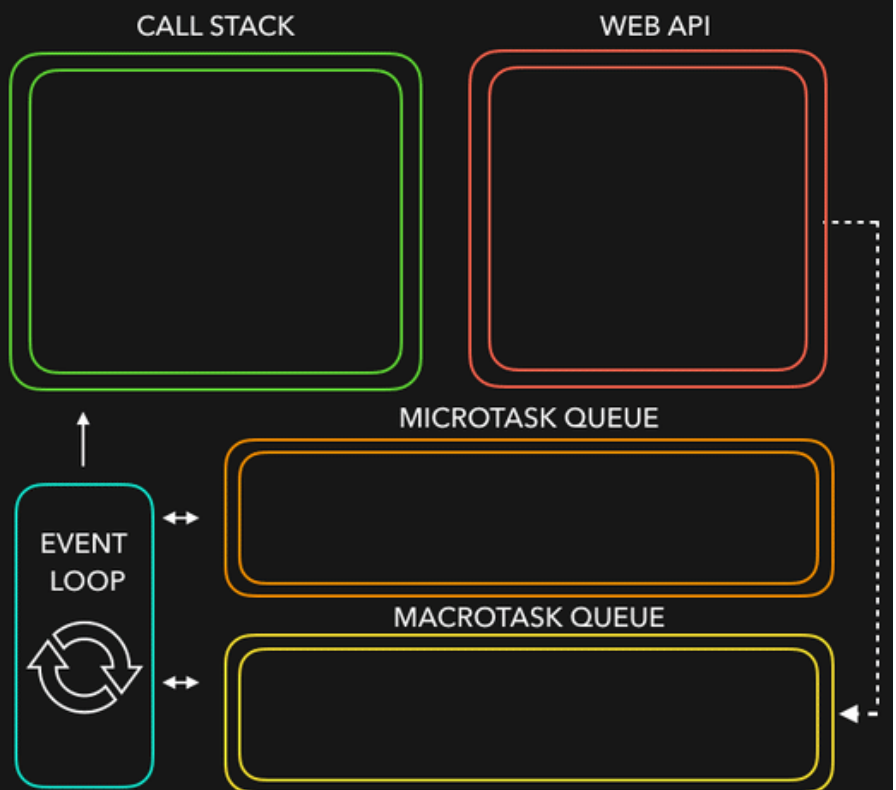 CALL STACK
WEB API
MICROTASK QUEUE
EVENT
LOOP
MACROTASK QUEUE